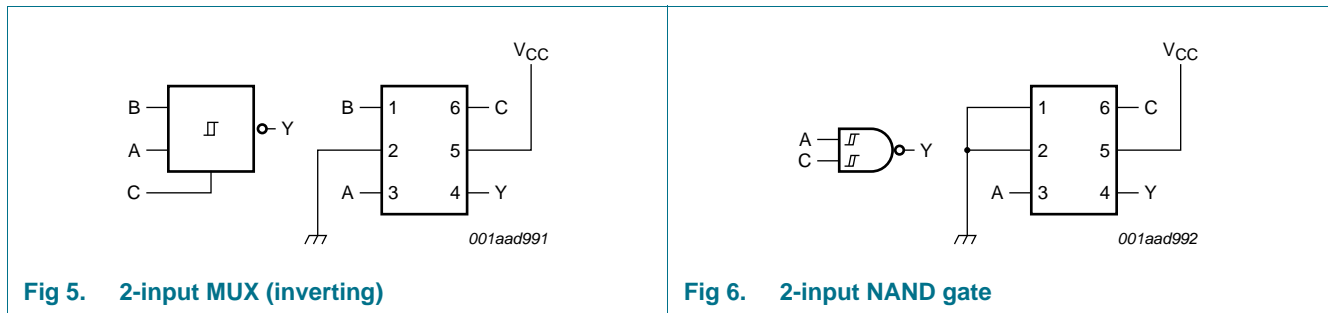 VCC
B
A
C
Y
B 1 6 C
2 5
A 3 4 Y
001aad991
Fig 5. 2-input MUX (inverting)
VCC
A
C
Y
1 6 C
2 5
A 3 4 Y
001aad992
Fig 6. 2-input NAND gate